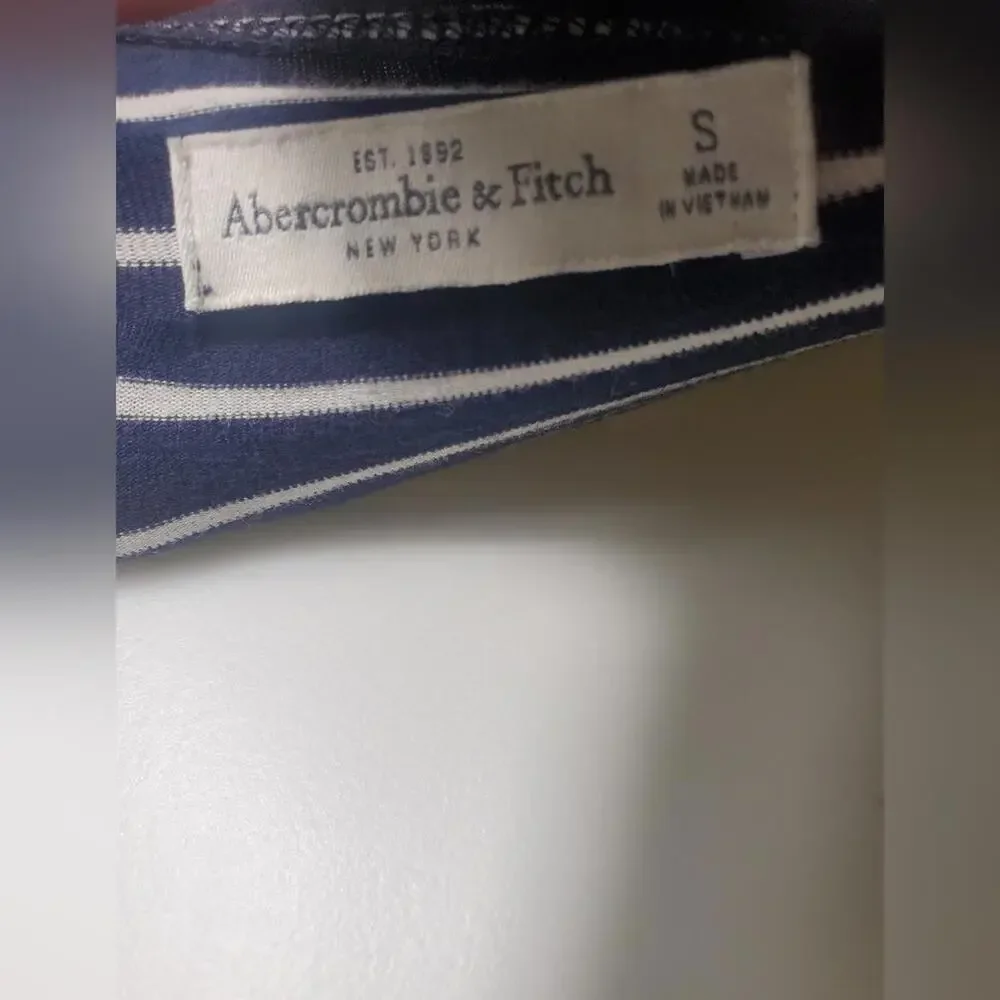 EST. 1892
Abercrombie & Fitch
NEW YORK
S
MADE
IN VIETNAM